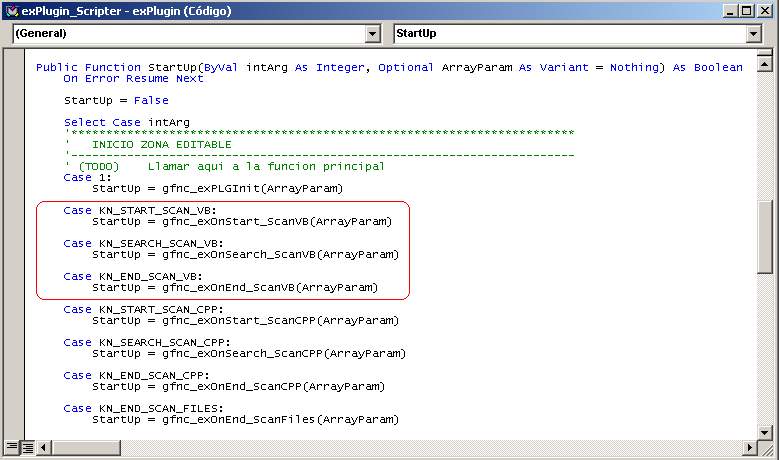 exPlugin_Scripter - exPlugin (Código)
(General) StartUp
Public Function StartUp(ByVal intArg As Integer, Optional ArrayParam As Variant = Nothing) As Boolean
On Error Resume Next
StartUp = False
Select Case intArg
'***********************************************************************
'   INICIO ZONA EDITABLE
'-----------------------------------------------------------------------
' (TODO)    Llamar aqui a la funcion principal
Case 1:
StartUp = gfnc_exPLGInit(ArrayParam)
Case KN_START_SCAN_VB:
StartUp = gfnc_exOnStart_ScanVB(ArrayParam)
Case KN_SEARCH_SCAN_VB:
StartUp = gfnc_exOnSearch_ScanVB(ArrayParam)
Case KN_END_SCAN_VB:
StartUp = gfnc_exOnEnd_ScanVB(ArrayParam)
Case KN_START_SCAN_CPP:
StartUp = gfnc_exOnStart_ScanCPP(ArrayParam)
Case KN_SEARCH_SCAN_CPP:
StartUp = gfnc_exOnSearch_ScanCPP(ArrayParam)
Case KN_END_SCAN_CPP:
StartUp = gfnc_exOnEnd_ScanCPP(ArrayParam)
Case KN_END_SCAN_FILES:
StartUp = gfnc_exOnEnd_ScanFiles(ArrayParam)